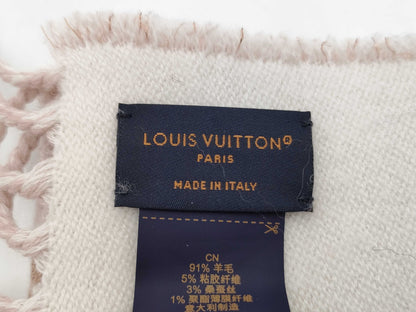 LOUIS VUITTON®
PARIS
MADE IN ITALY
CN
91% 羊毛
5% 粘胶纤维
3% 桑蚕丝
1% 聚酯薄膜纤维
意大利制造